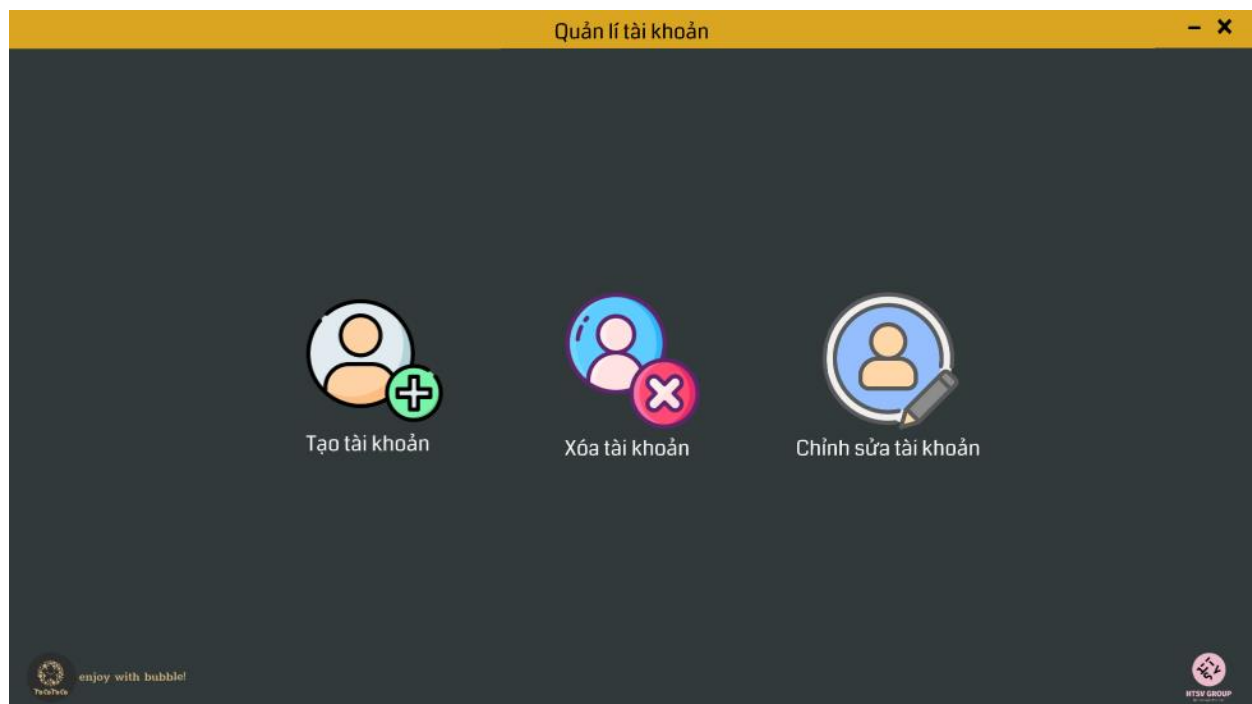 Quản lí tài khoản
Tạo tài khoản
Xóa tài khoản
Chỉnh sửa tài khoản
enjoy with bubble!
ToCoToCo
HTSV GROUP